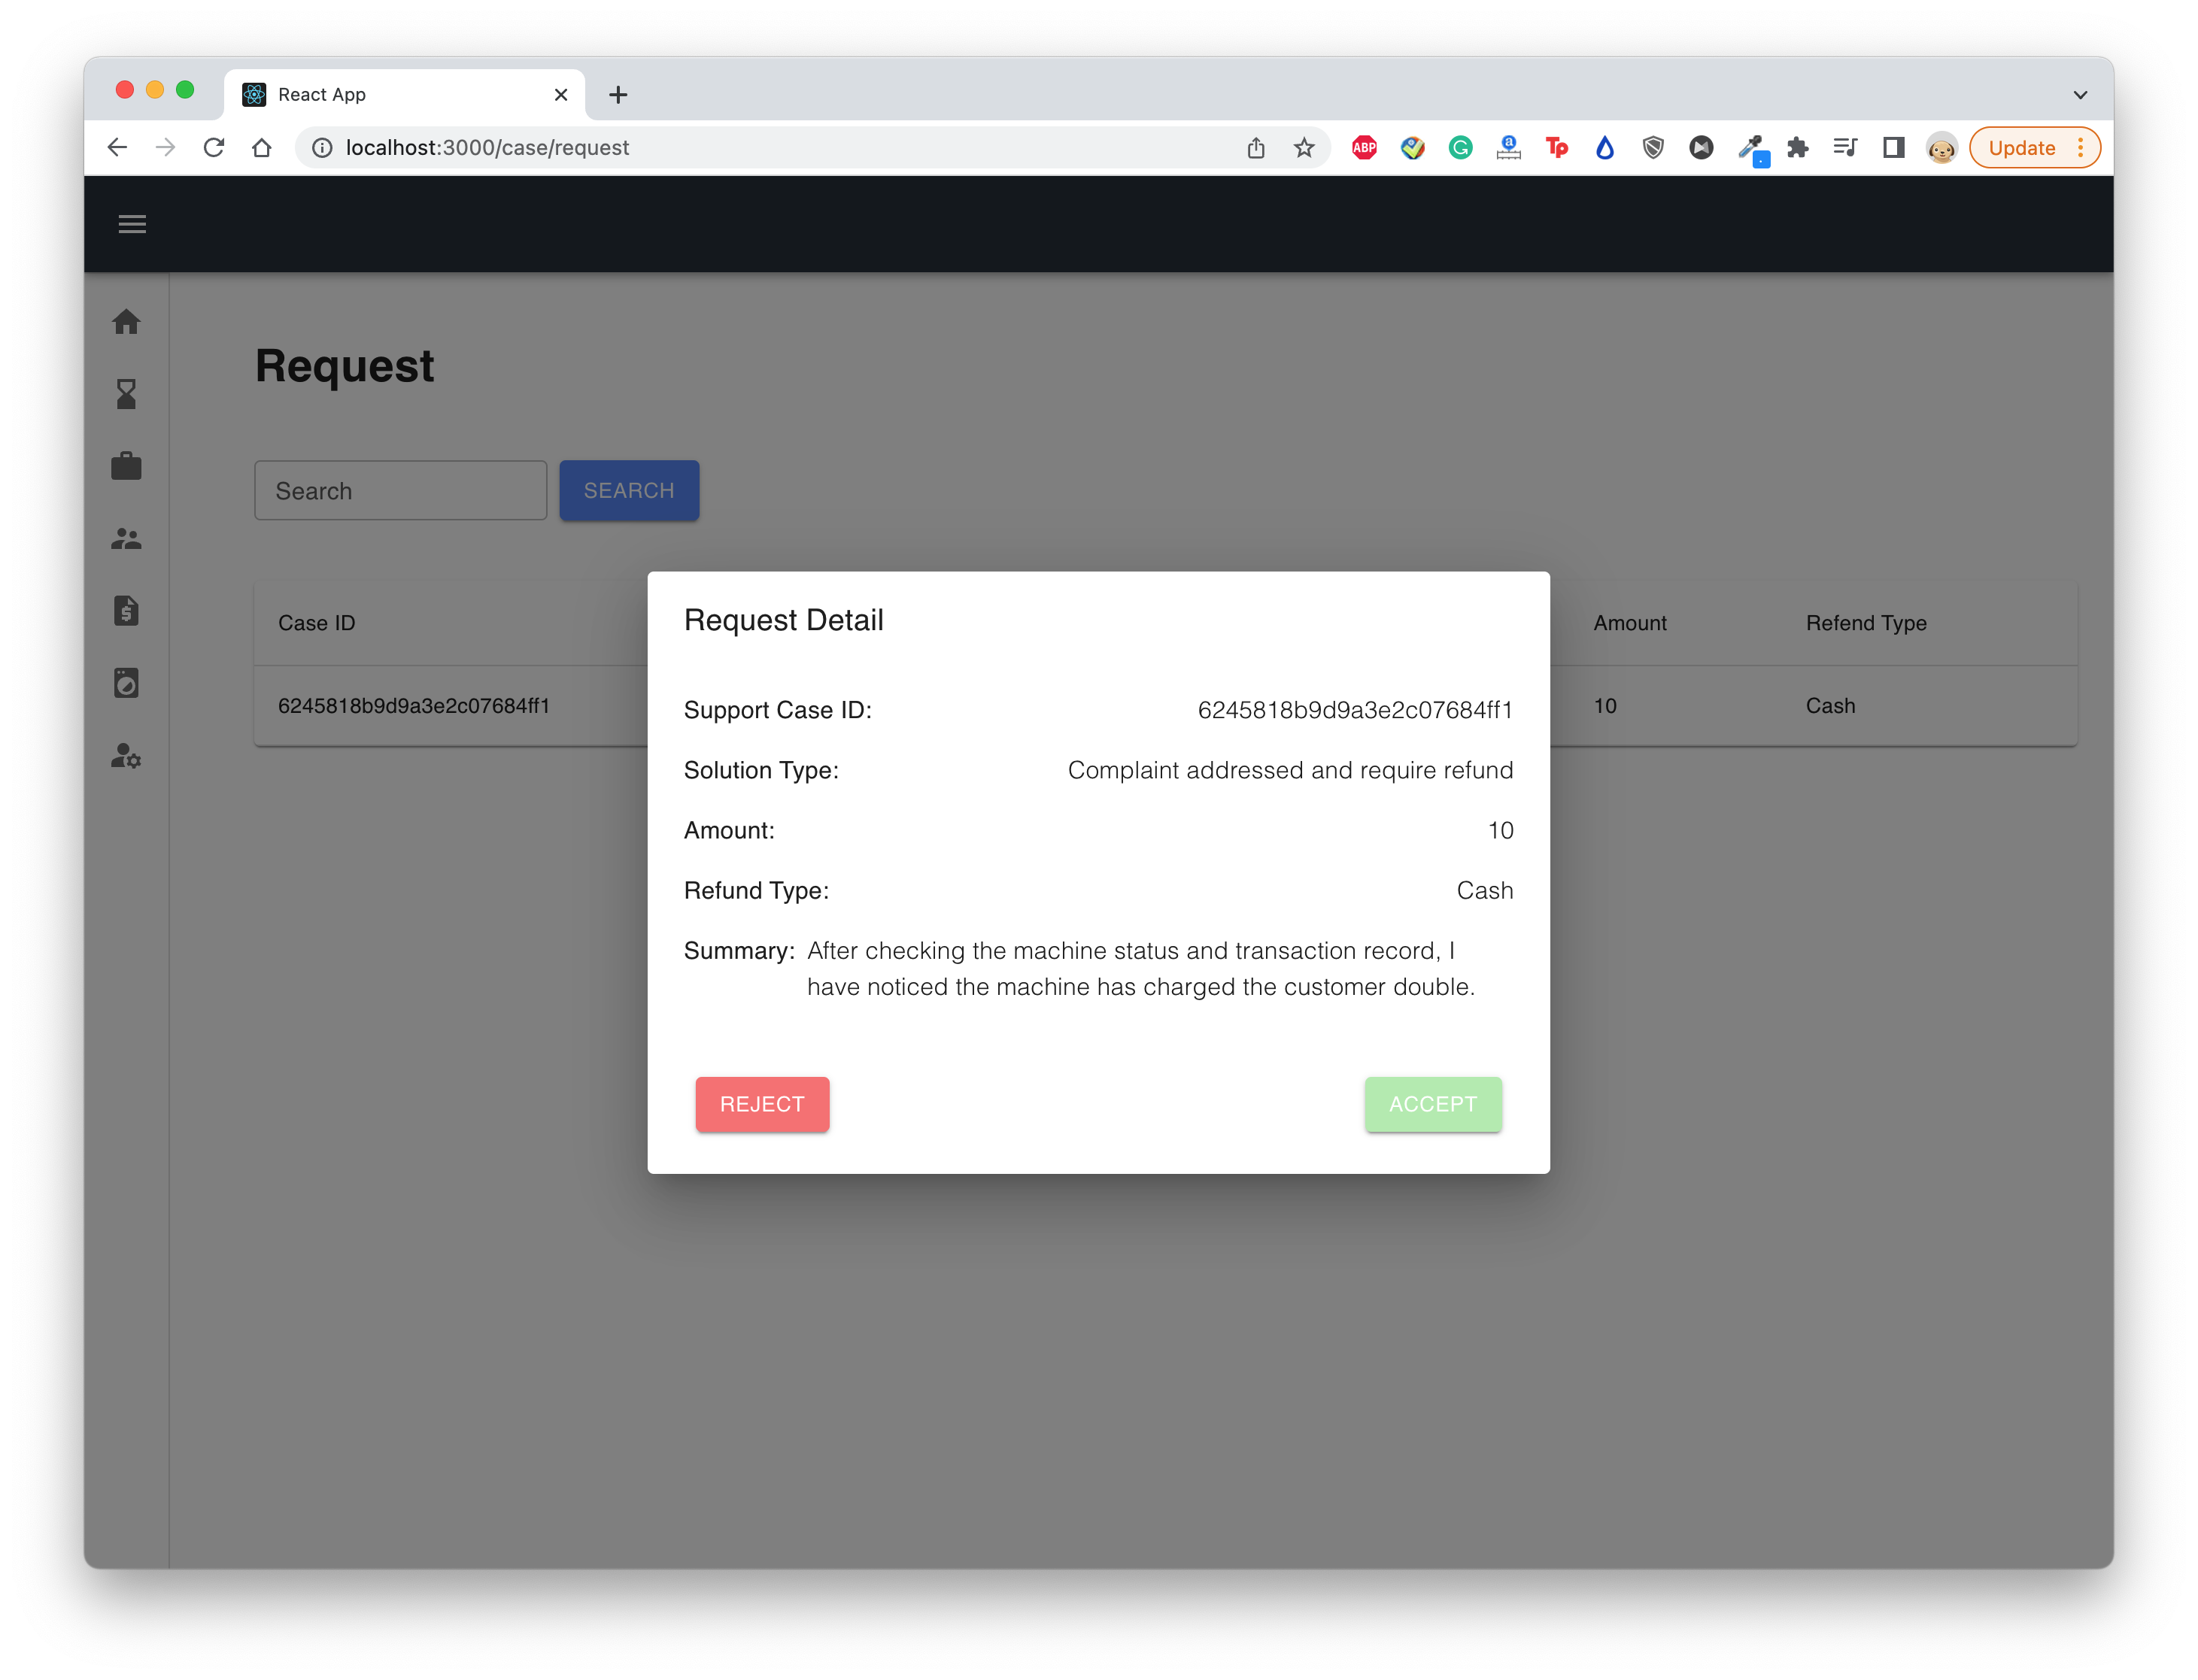 React App
localhost:3000/case/request
ABP
a
Tp
Update
Request
Search
SEARCH
Case ID
Amount
Refend Type
6245818b9d9a3e2c07684ff1
10
Cash
Request Detail
Support Case ID: 6245818b9d9a3e2c07684ff1
Solution Type: Complaint addressed and require refund
Amount: 10
Refund Type: Cash
Summary: After checking the machine status and transaction record, I
have noticed the machine has charged the customer double.
REJECT
ACCEPT